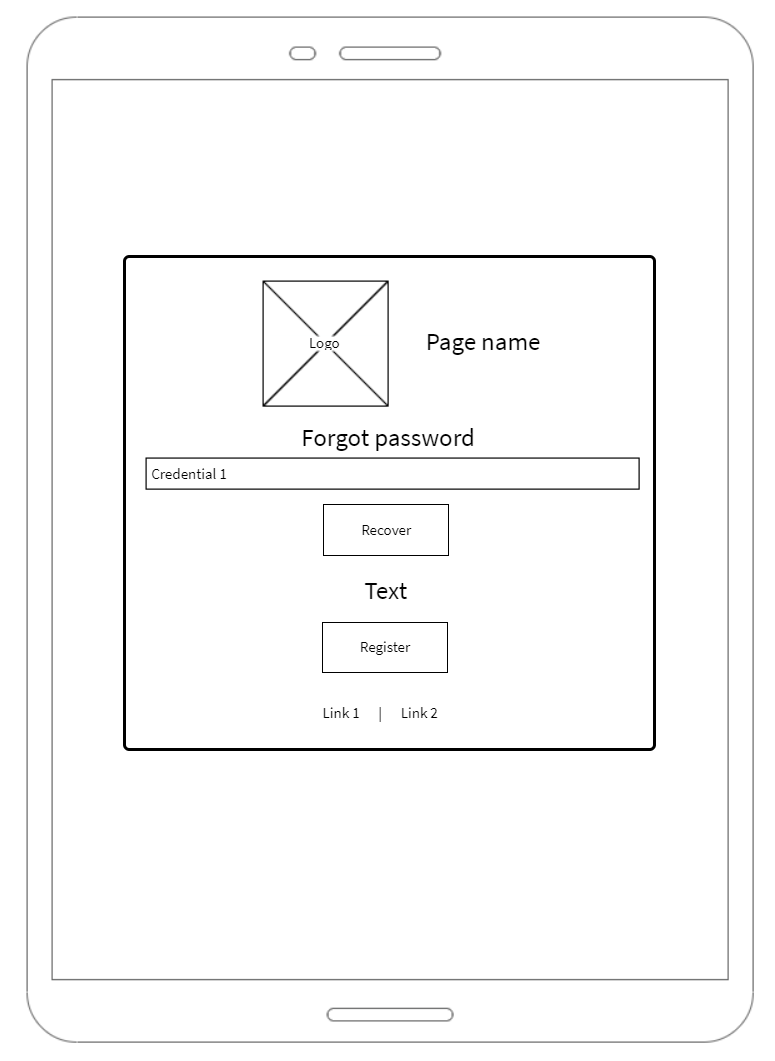 Logo
Page name
Forgot password
Credential 1
Recover
Text
Register
Link 1 | Link 2